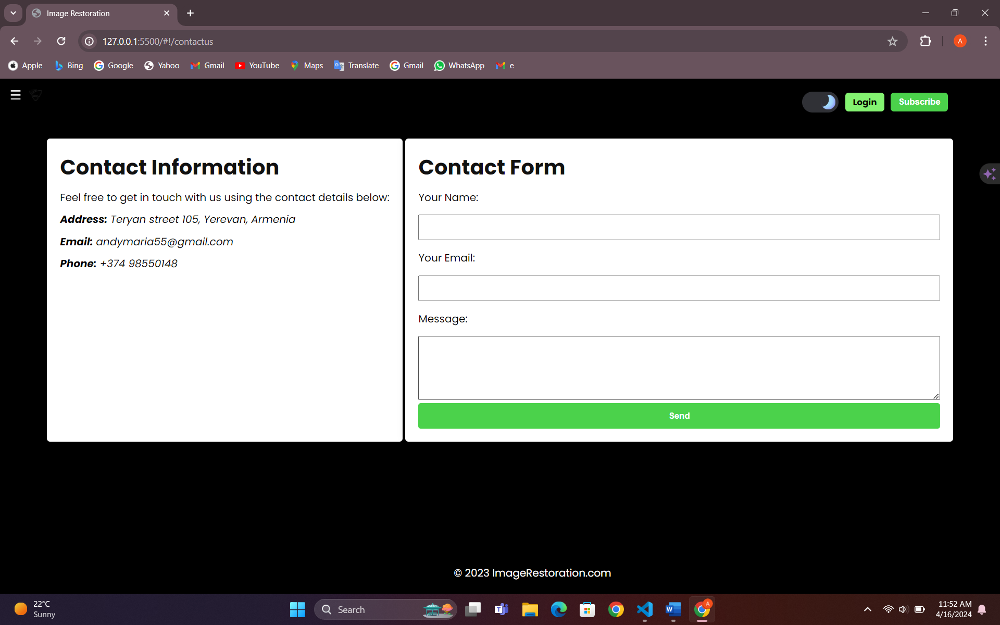 Image Restoration
127.0.0.1:5500/#!/contactus
A
Apple Bing Google Yahoo Gmail YouTube Maps Translate Gmail WhatsApp e
Login Subscribe
Contact Information
Feel free to get in touch with us using the contact details below:
Address: Teryan street 105, Yerevan, Armenia
Email: andymaria55@gmail.com
Phone: +374 98550148
Contact Form
Your Name:
Your Email:
Message:
Send
© 2023 ImageRestoration.com
22°C
Sunny
Search
11:52 AM
4/16/2024